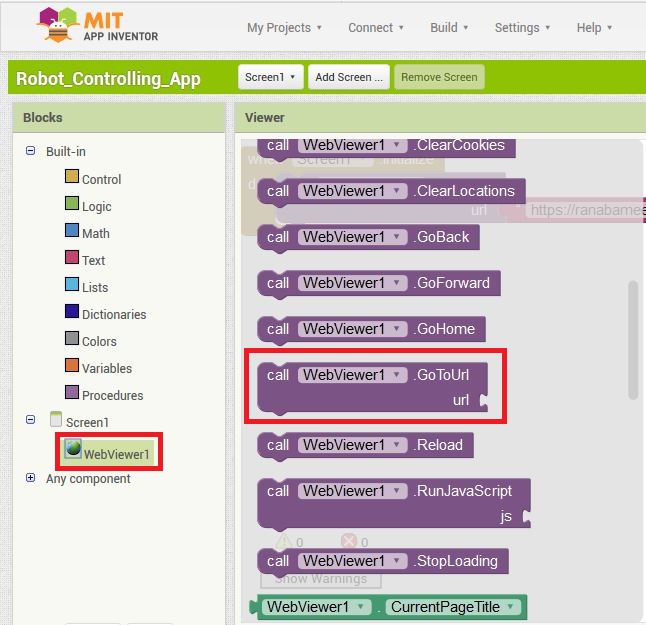 MIT
APP INVENTOR
My Projects
Connect
Build
Settings
Help
Robot_Controlling_App
Screen1
Add Screen ...
Remove Screen
Blocks
Viewer
Built-in
Control
Logic
Math
Text
Lists
Dictionaries
Colors
Variables
Procedures
Screen1
WebViewer1
Any component
call WebViewer1 .ClearCookies
when Screen1 .Initialize
call WebViewer1 .ClearLocations
url https://ranabamee
call WebViewer1 .GoBack
call WebViewer1 .GoForward
call WebViewer1 .GoHome
call WebViewer1 .GoToUrl
url
call WebViewer1 .Reload
call WebViewer1 .RunJavaScript
js
0 0
call WebViewer1 .StopLoading
Show Warnings
WebViewer1 . CurrentPageTitle